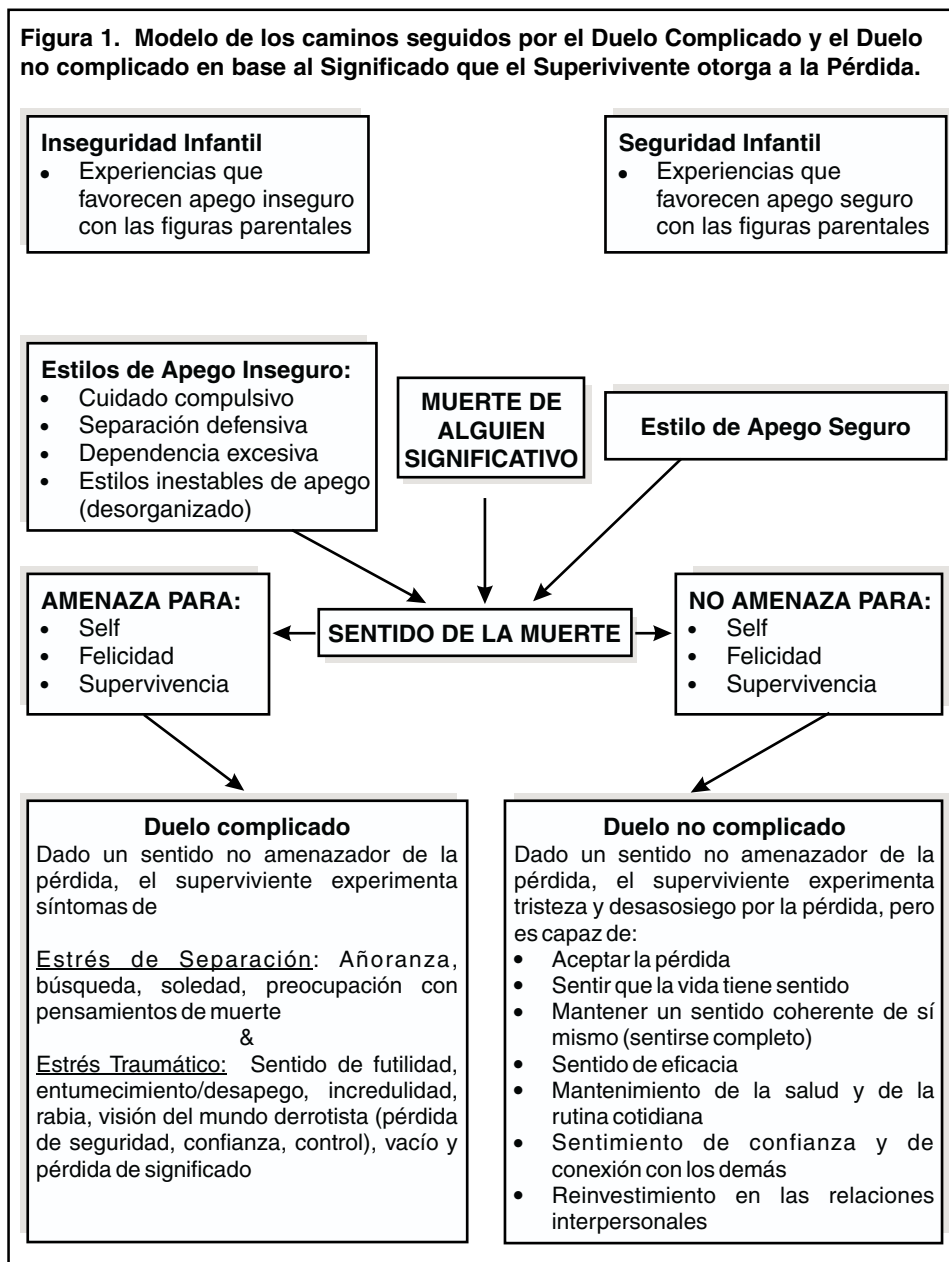 Figura 1. Modelo de los caminos seguidos por el Duelo Complicado y el Duelo
no complicado en base al Significado que el Superivivente otorga a la Pérdida.
Inseguridad Infantil
• Experiencias que
favorecen apego inseguro
con las figuras parentales
Seguridad Infantil
• Experiencias que
favorecen apego seguro
con las figuras parentales
Estilos de Apego Inseguro:
• Cuidado compulsivo
• Separación defensiva
• Dependencia excesiva
• Estilos inestables de apego
(desorganizado)
MUERTE DE
ALGUIEN
SIGNIFICATIVO
Estilo de Apego Seguro
AMENAZA PARA:
• Self
• Felicidad
• Supervivencia
SENTIDO DE LA MUERTE
NO AMENAZA PARA:
• Self
• Felicidad
• Supervivencia
Duelo complicado
Dado un sentido no amenazador de la
pérdida, el superviviente experimenta
síntomas de
Estrés de Separación: Añoranza,
búsqueda, soledad, preocupación con
pensamientos de muerte
&
Estrés Traumático: Sentido de futilidad,
entumecimiento/desapego, incredulidad,
rabia, visión del mundo derrotista (pérdida
de seguridad, confianza, control), vacío y
pérdida de significado
Duelo no complicado
Dado un sentido no amenazador de la
pérdida, el superviviente experimenta
tristeza y desasosiego por la pérdida, pero
es capaz de:
• Aceptar la pérdida
• Sentir que la vida tiene sentido
• Mantener un sentido coherente de sí
mismo (sentirse completo)
• Sentido de eficacia
• Mantenimiento de la salud y de la
rutina cotidiana
• Sentimiento de confianza y de
conexión con los demás
• Reinvestimiento en las relaciones
interpersonales